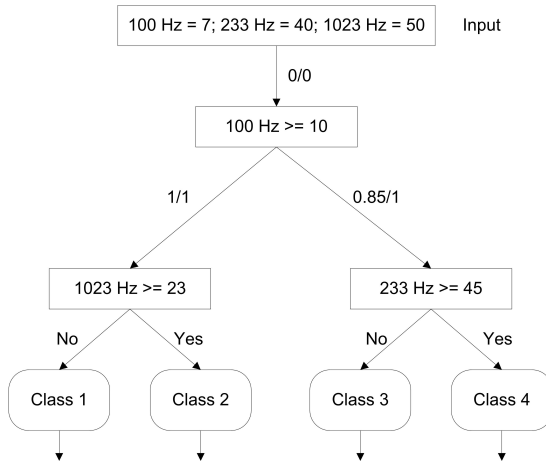 100 Hz = 7; 233 Hz = 40; 1023 Hz = 50
Input
0/0
100 Hz >= 10
1/1
0.85/1
1023 Hz >= 23
233 Hz >= 45
No
Yes
No
Yes
Class 1
Class 2
Class 3
Class 4